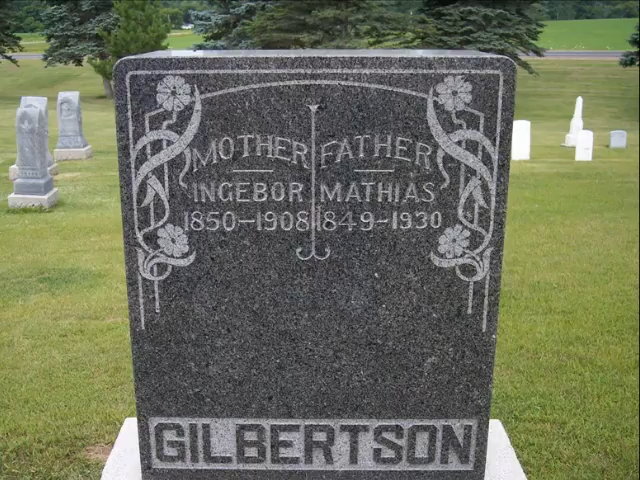 MOTHER FATHER
INGEBOR MATHIAS
1850-1908 1849-1930
GILBERTSON